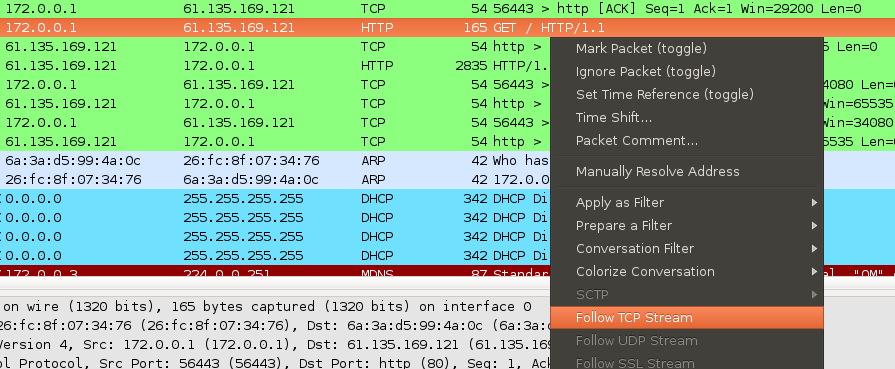 172.0.0.1 61.135.169.121 TCP 54 56443 > http [ACK] Seq=1 Ack=1 Win=29200 Len=0
172.0.0.1 61.135.169.121 HTTP 165 GET / HTTP/1.1
61.135.169.121 172.0.0.1 TCP 54 http > 5 Len=0
61.135.169.121 172.0.0.1 HTTP 2835 HTTP/1.
172.0.0.1 61.135.169.121 TCP 54 56443 > 34080 Len=
61.135.169.121 172.0.0.1 TCP 54 http > Win=65535
172.0.0.1 61.135.169.121 TCP 54 56443 > Win=34080
61.135.169.121 172.0.0.1 TCP 54 http > 5535 Len=0
6a:3a:d5:99:4a:0c 26:fc:8f:07:34:76 ARP 42 Who has
26:fc:8f:07:34:76 6a:3a:d5:99:4a:0c ARP 42 172.0.0
0.0.0.0 255.255.255.255 DHCP 342 DHCP Di
0.0.0.0 255.255.255.255 DHCP 342 DHCP Di
0.0.0.0 255.255.255.255 DHCP 342 DHCP Di
0.0.0.0 255.255.255.255 DHCP 342 DHCP Di
172.0.0.3 224.0.0.251 MDNS 87 Standar "QM"
Mark Packet (toggle)
Ignore Packet (toggle)
Set Time Reference (toggle)
Time Shift...
Packet Comment...
Manually Resolve Address
Apply as Filter
Prepare a Filter
Conversation Filter
Colorize Conversation
SCTP
Follow TCP Stream
Follow UDP Stream
Follow SSL Stream
on wire (1320 bits), 165 bytes captured (1320 bits) on interface 0
26:fc:8f:07:34:76 (26:fc:8f:07:34:76), Dst: 6a:3a:d5:99:4a:0c (6a:3a:
Version 4, Src: 172.0.0.1 (172.0.0.1), Dst: 61.135.169.121 (61.135.169
ol Protocol, Src Port: 56443 (56443), Dst Port: http (80), Seq: 1, Ack